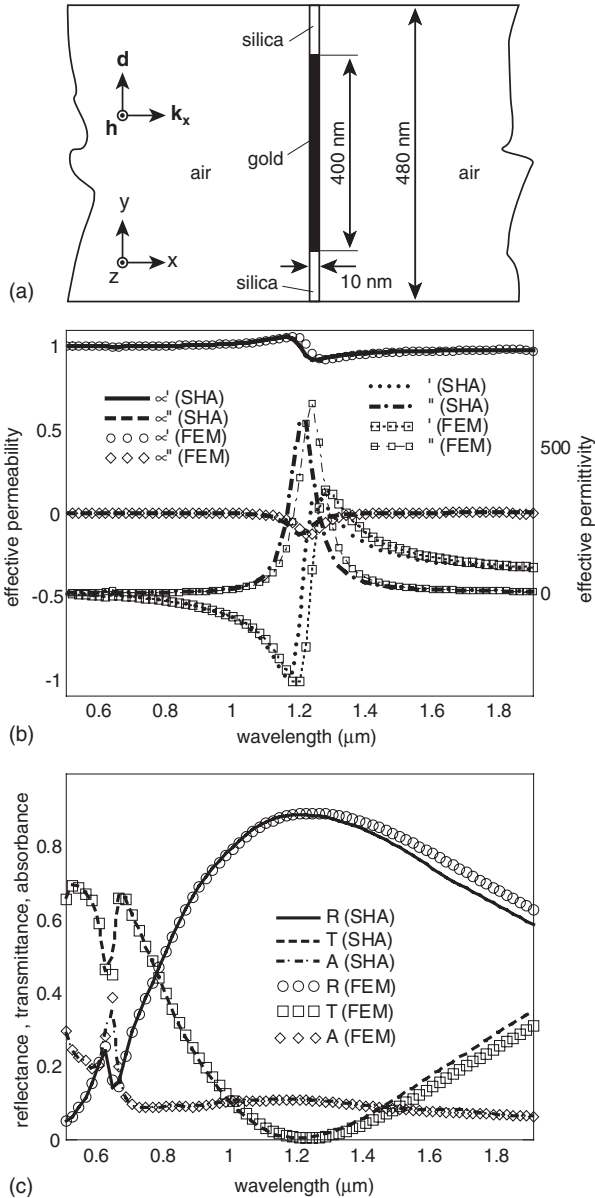 silica
d
h
k x
gold
air
400 nm
480 nm
air
y
z
x
silica
10 nm
(a)
1
0.5
0
-0.5
-1
effective permeability
∝' (SHA)
∝" (SHA)
∝' (FEM)
∝" (FEM)
' (SHA)
" (SHA)
' (FEM)
" (FEM)
500
0
effective permittivity
0.6 1 1.2 1.4 1.6 1.8
wavelength (μm)
(b)
0.8
0.6
0.4
0.2
0
reflectance , transmittance, absorbance
R (SHA)
T (SHA)
A (SHA)
R (FEM)
T (FEM)
A (FEM)
0.6 0.8 1 1.2 1.4 1.6 1.8
wavelength (μm)
(c)